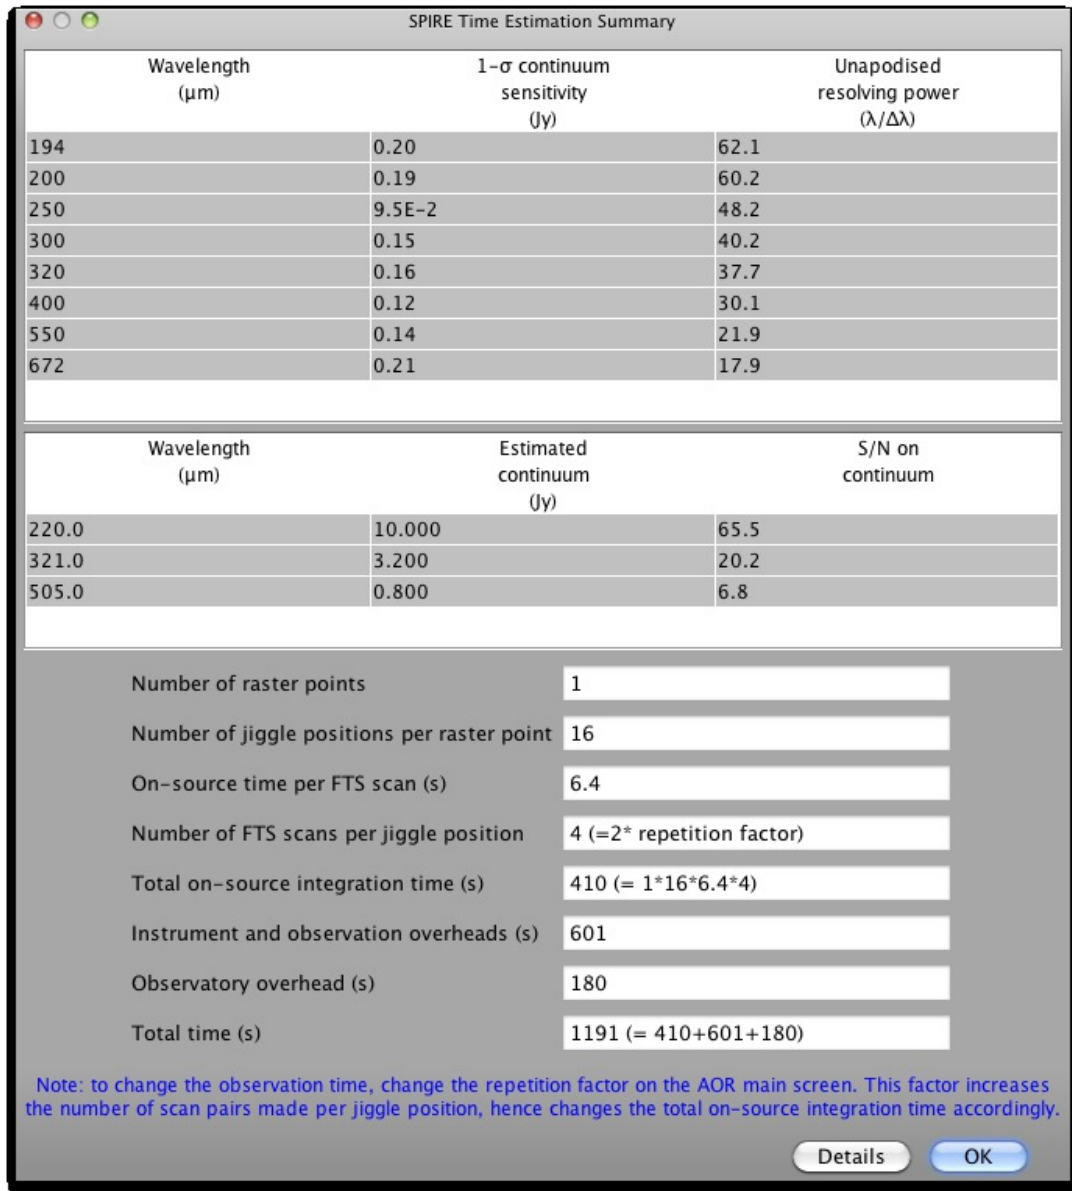 SPIRE Time Estimation Summary
Wavelength 1-σ continuum Unapodised
(µm) sensitivity resolving power
(Jy) (λ/Δλ)
194 0.20 62.1
200 0.19 60.2
250 9.5E-2 48.2
300 0.15 40.2
320 0.16 37.7
400 0.12 30.1
550 0.14 21.9
672 0.21 17.9
Wavelength Estimated S/N on
(µm) continuum continuum
(Jy)
220.0 10.000 65.5
321.0 3.200 20.2
505.0 0.800 6.8
Number of raster points 1
Number of jiggle positions per raster point 16
On-source time per FTS scan (s) 6.4
Number of FTS scans per jiggle position 4 (=2* repetition factor)
Total on-source integration time (s) 410 (= 1*16*6.4*4)
Instrument and observation overheads (s) 601
Observatory overhead (s) 180
Total time (s) 1191 (= 410+601+180)
Note: to change the observation time, change the repetition factor on the AOR main screen. This factor increases
the number of scan pairs made per jiggle position, hence changes the total on-source integration time accordingly.
Details OK